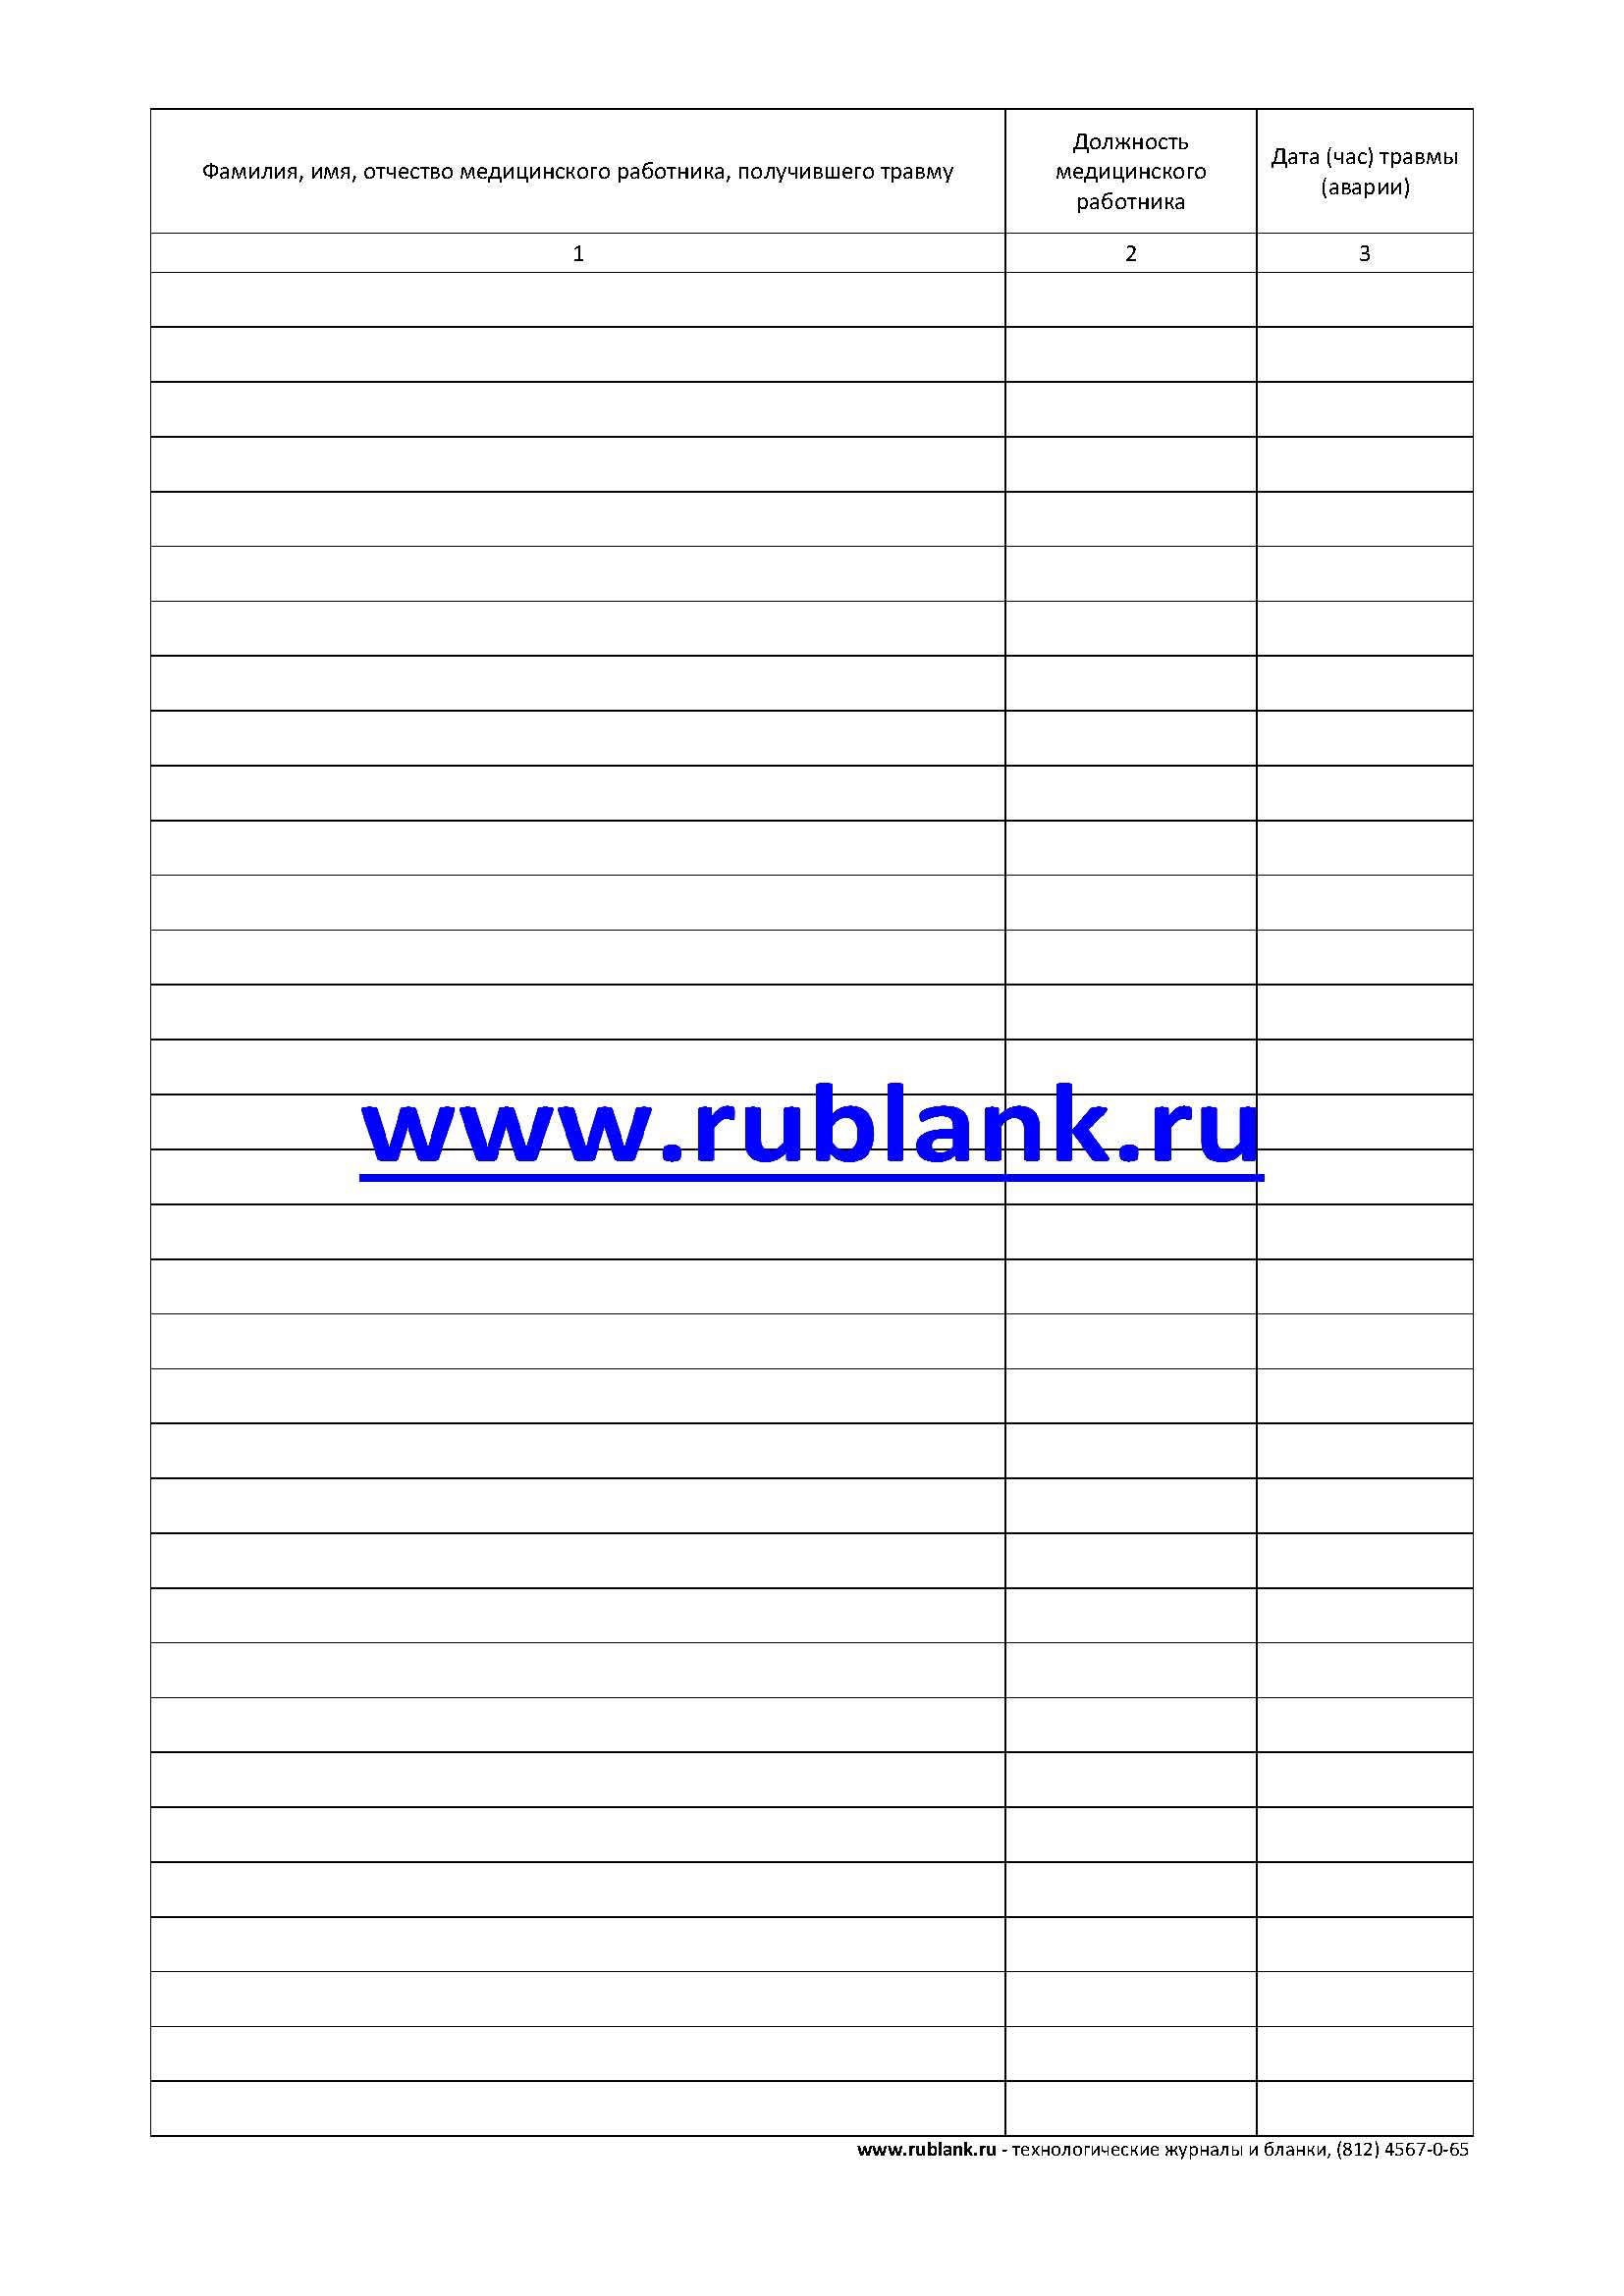 Фамилия, имя, отчество медицинского работника, получившего травму
Должность
медицинского
работника
Дата (час) травмы
(аварии)
1
2
3
www.rublank.ru
www.rublank.ru - технологические журналы и бланки, (812) 4567-0-65